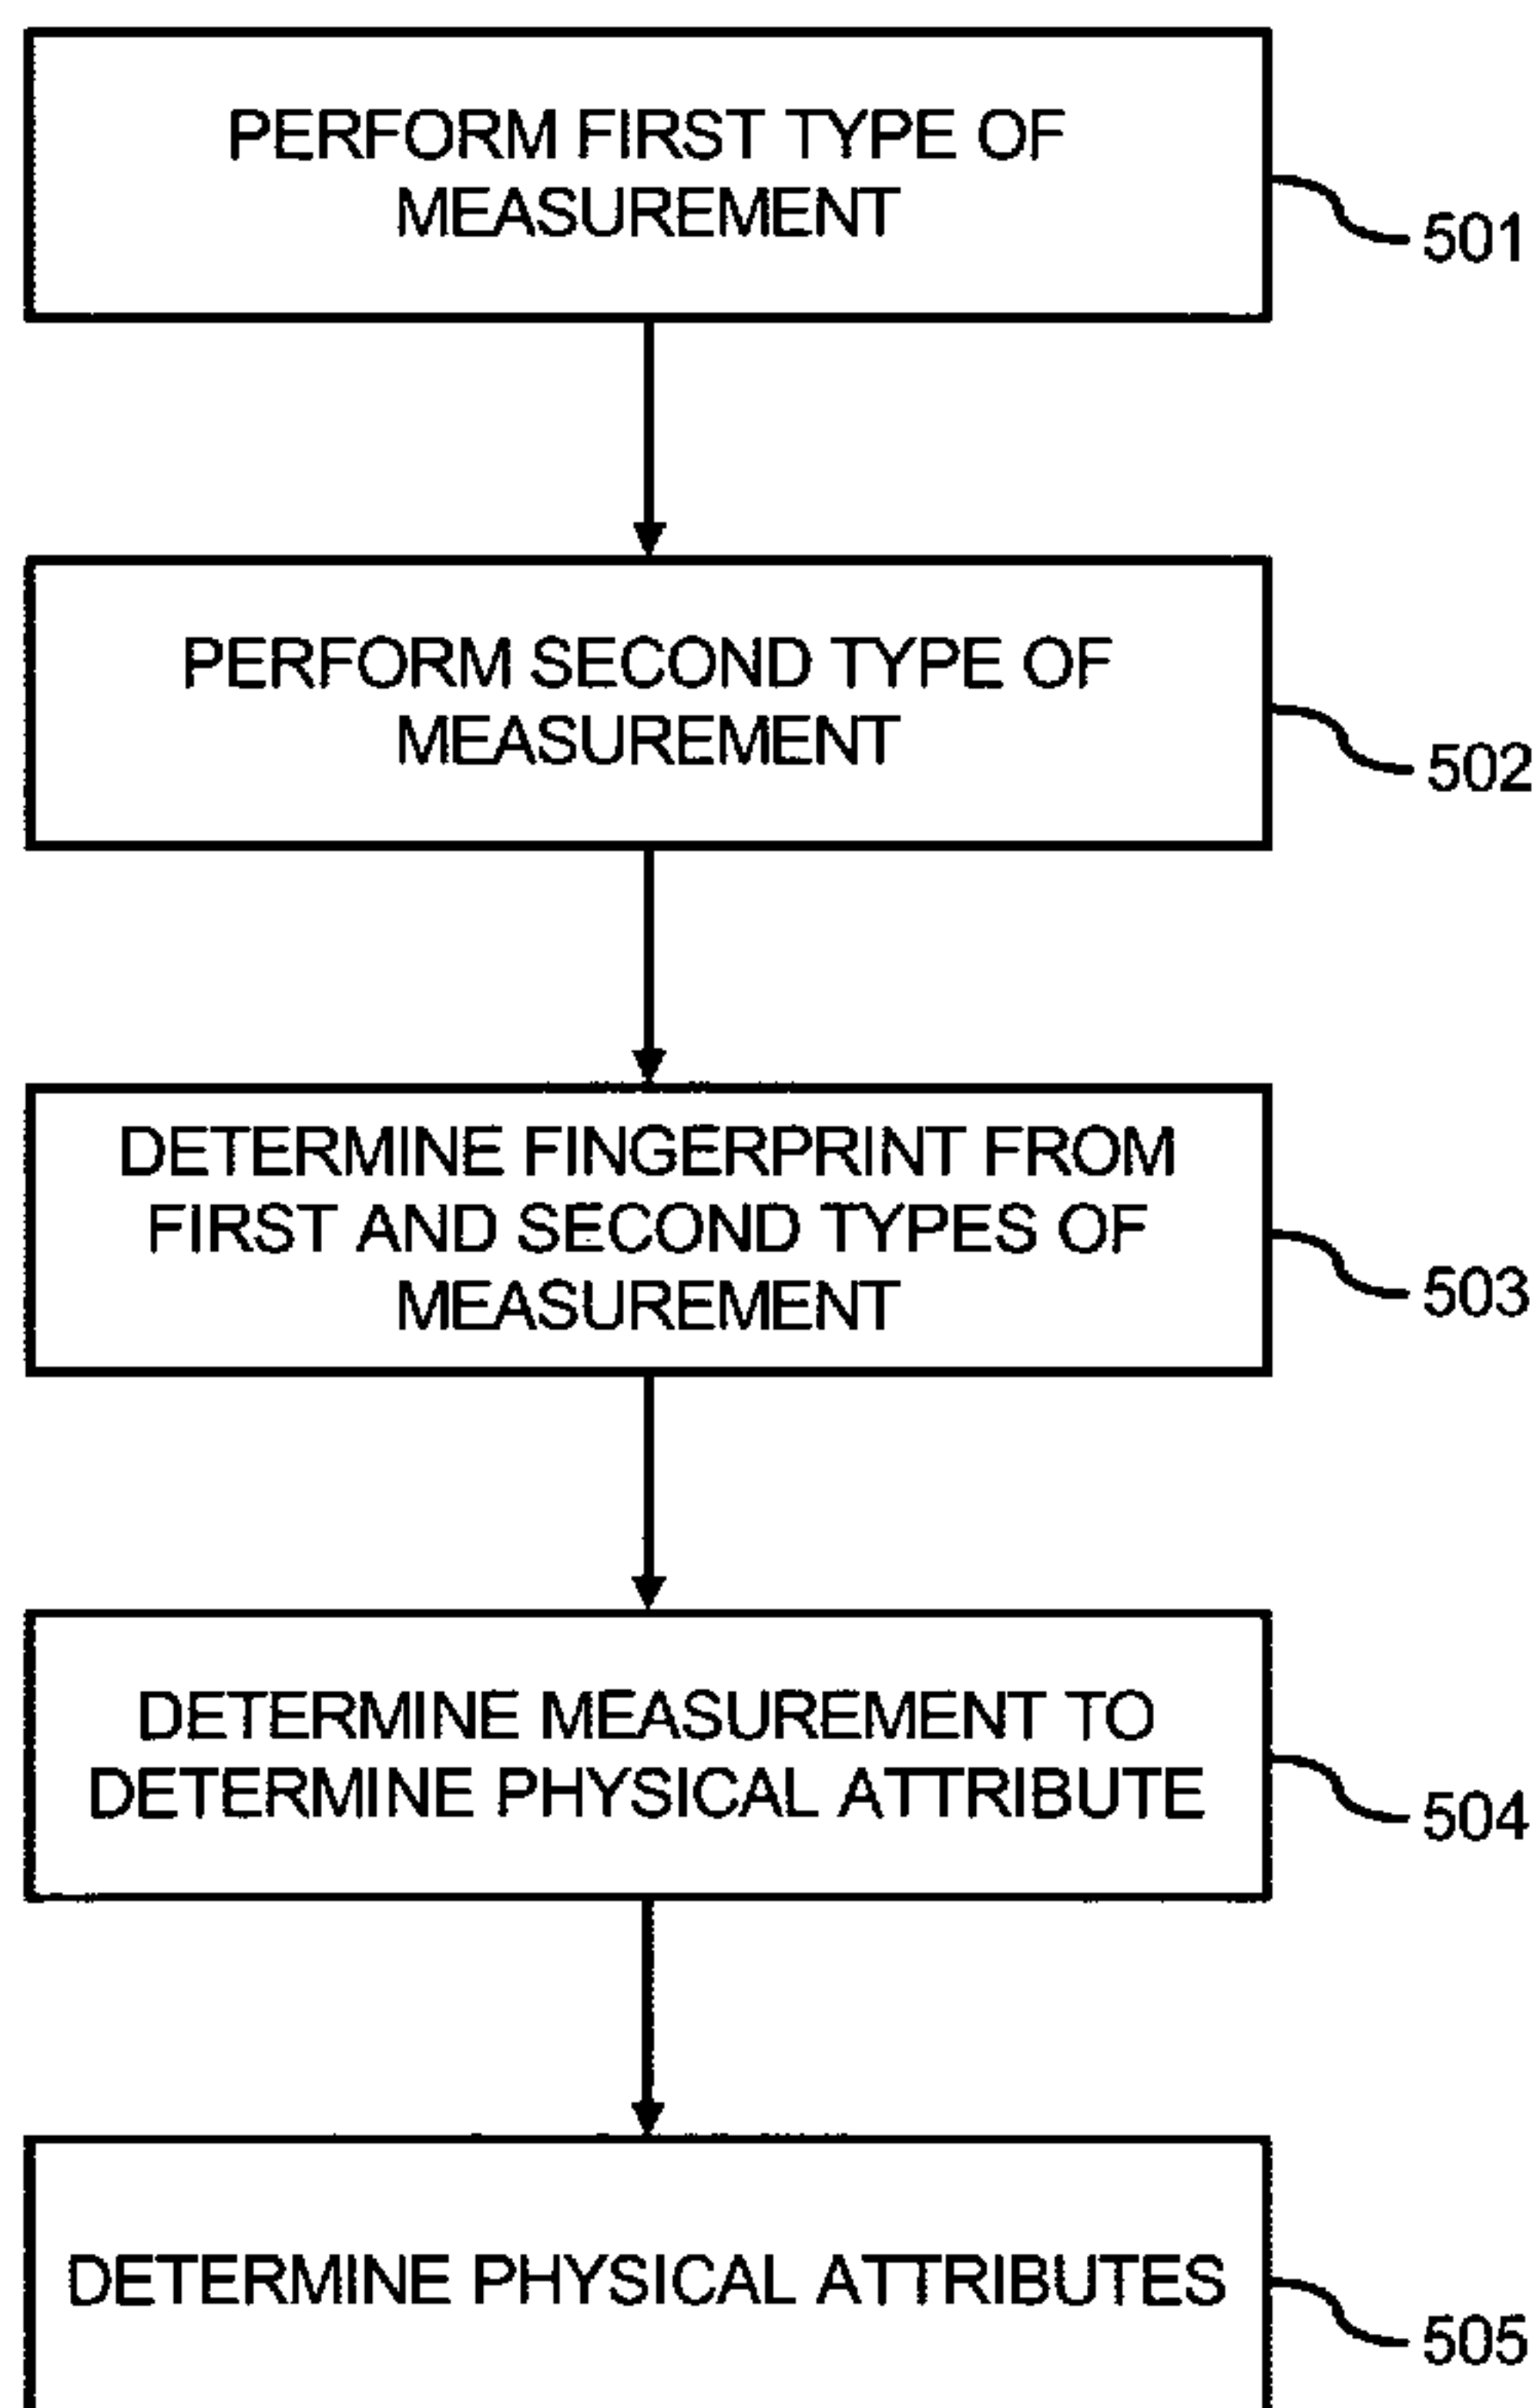 PERFORM FIRST TYPE OF
MEASUREMENT
501
PERFORM SECOND TYPE OF
MEASUREMENT
502
DETERMINE FINGERPRINT FROM
FIRST AND SECOND TYPES OF
MEASUREMENT
503
DETERMINE MEASUREMENT TO
DETERMINE PHYSICAL ATTRIBUTE
504
DETERMINE PHYSICAL ATTRIBUTES
505